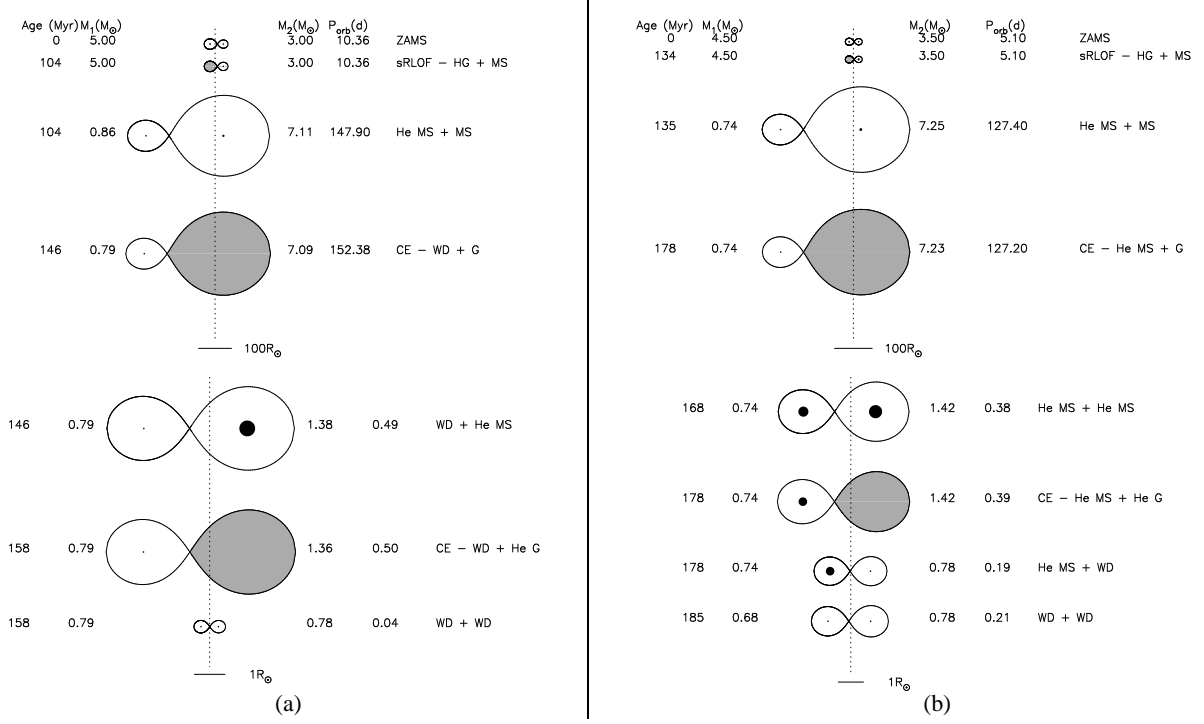 Age (Myr) M₁(M☉) M₂(M☉) Pₒᵣᵦ(d)
0 5.00 3.00 10.36 ZAMS
104 5.00 3.00 10.36 sRLOF – HG + MS
104 0.86 7.11 147.90 He MS + MS
146 0.79 7.09 152.38 CE – WD + G
100R☉
146 0.79 1.38 0.49 WD + He MS
158 0.79 1.36 0.50 CE – WD + He G
158 0.79 0.78 0.04 WD + WD
1R☉
(a)
Age (Myr) M₁(M☉) M₂(M☉) Pₒᵣᵦ(d)
0 4.50 3.50 5.10 ZAMS
134 4.50 3.50 5.10 sRLOF – HG + MS
135 0.74 7.25 127.40 He MS + MS
178 0.74 7.23 127.20 CE – He MS + G
100R☉
168 0.74 1.42 0.38 He MS + He MS
178 0.74 1.42 0.39 CE – He MS + He G
178 0.74 0.78 0.19 He MS + WD
185 0.68 0.78 0.21 WD + WD
1R☉
(b)